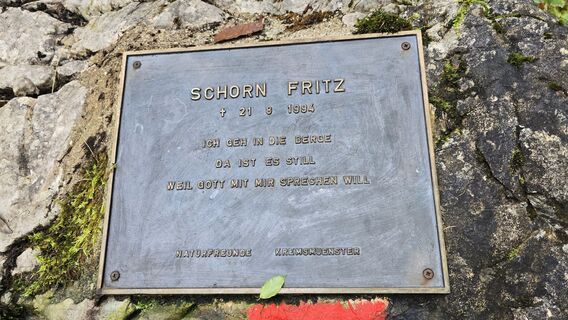 SCHORN FRITZ
✝ 21 8 1994
ICH GEH IN DIE BERGE
DA IST ES STILL
WEIL GOTT MIT MIR SPRECHEN WILL
NATURFREUNDE KREMSMUENSTER